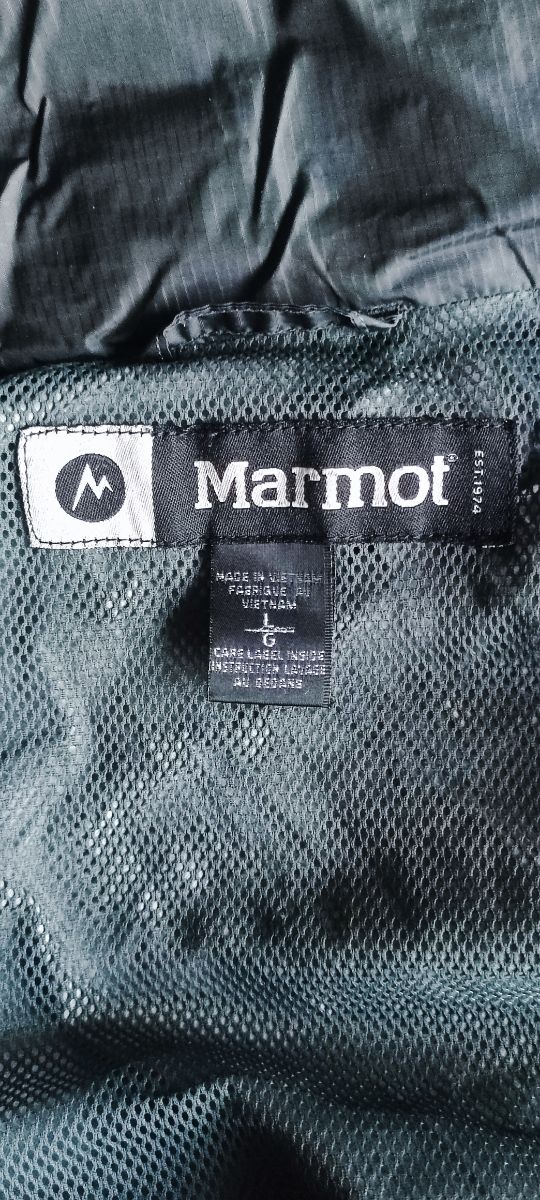 Marmot®
EST.1974
MADE IN VIETNAM
FABRIQUE AU
VIETNAM
L
G
CARE LABEL INSIDE
INSTRUCTION LAVAGE
AU DEDANS